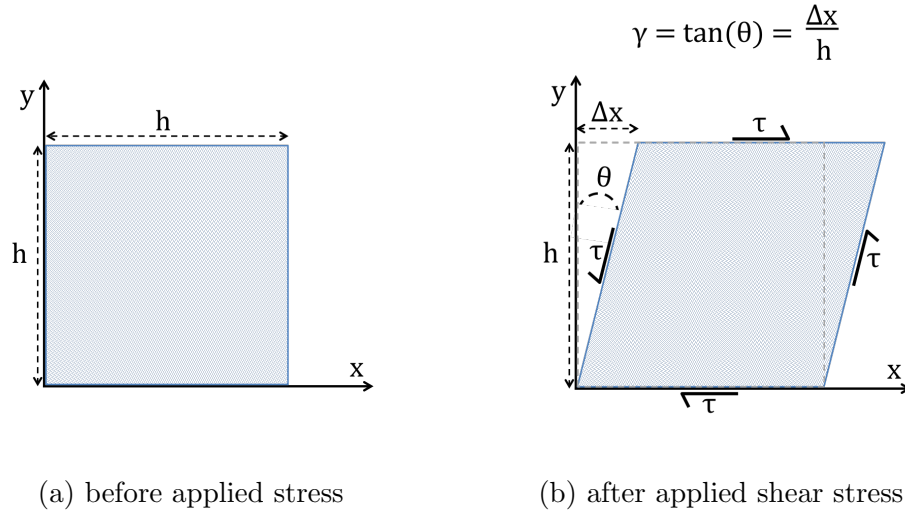 γ = tan(θ) = Δx/h
y
h
h
x
y
Δx
τ
θ
h
τ
τ
x
τ
(a) before applied stress
(b) after applied shear stress